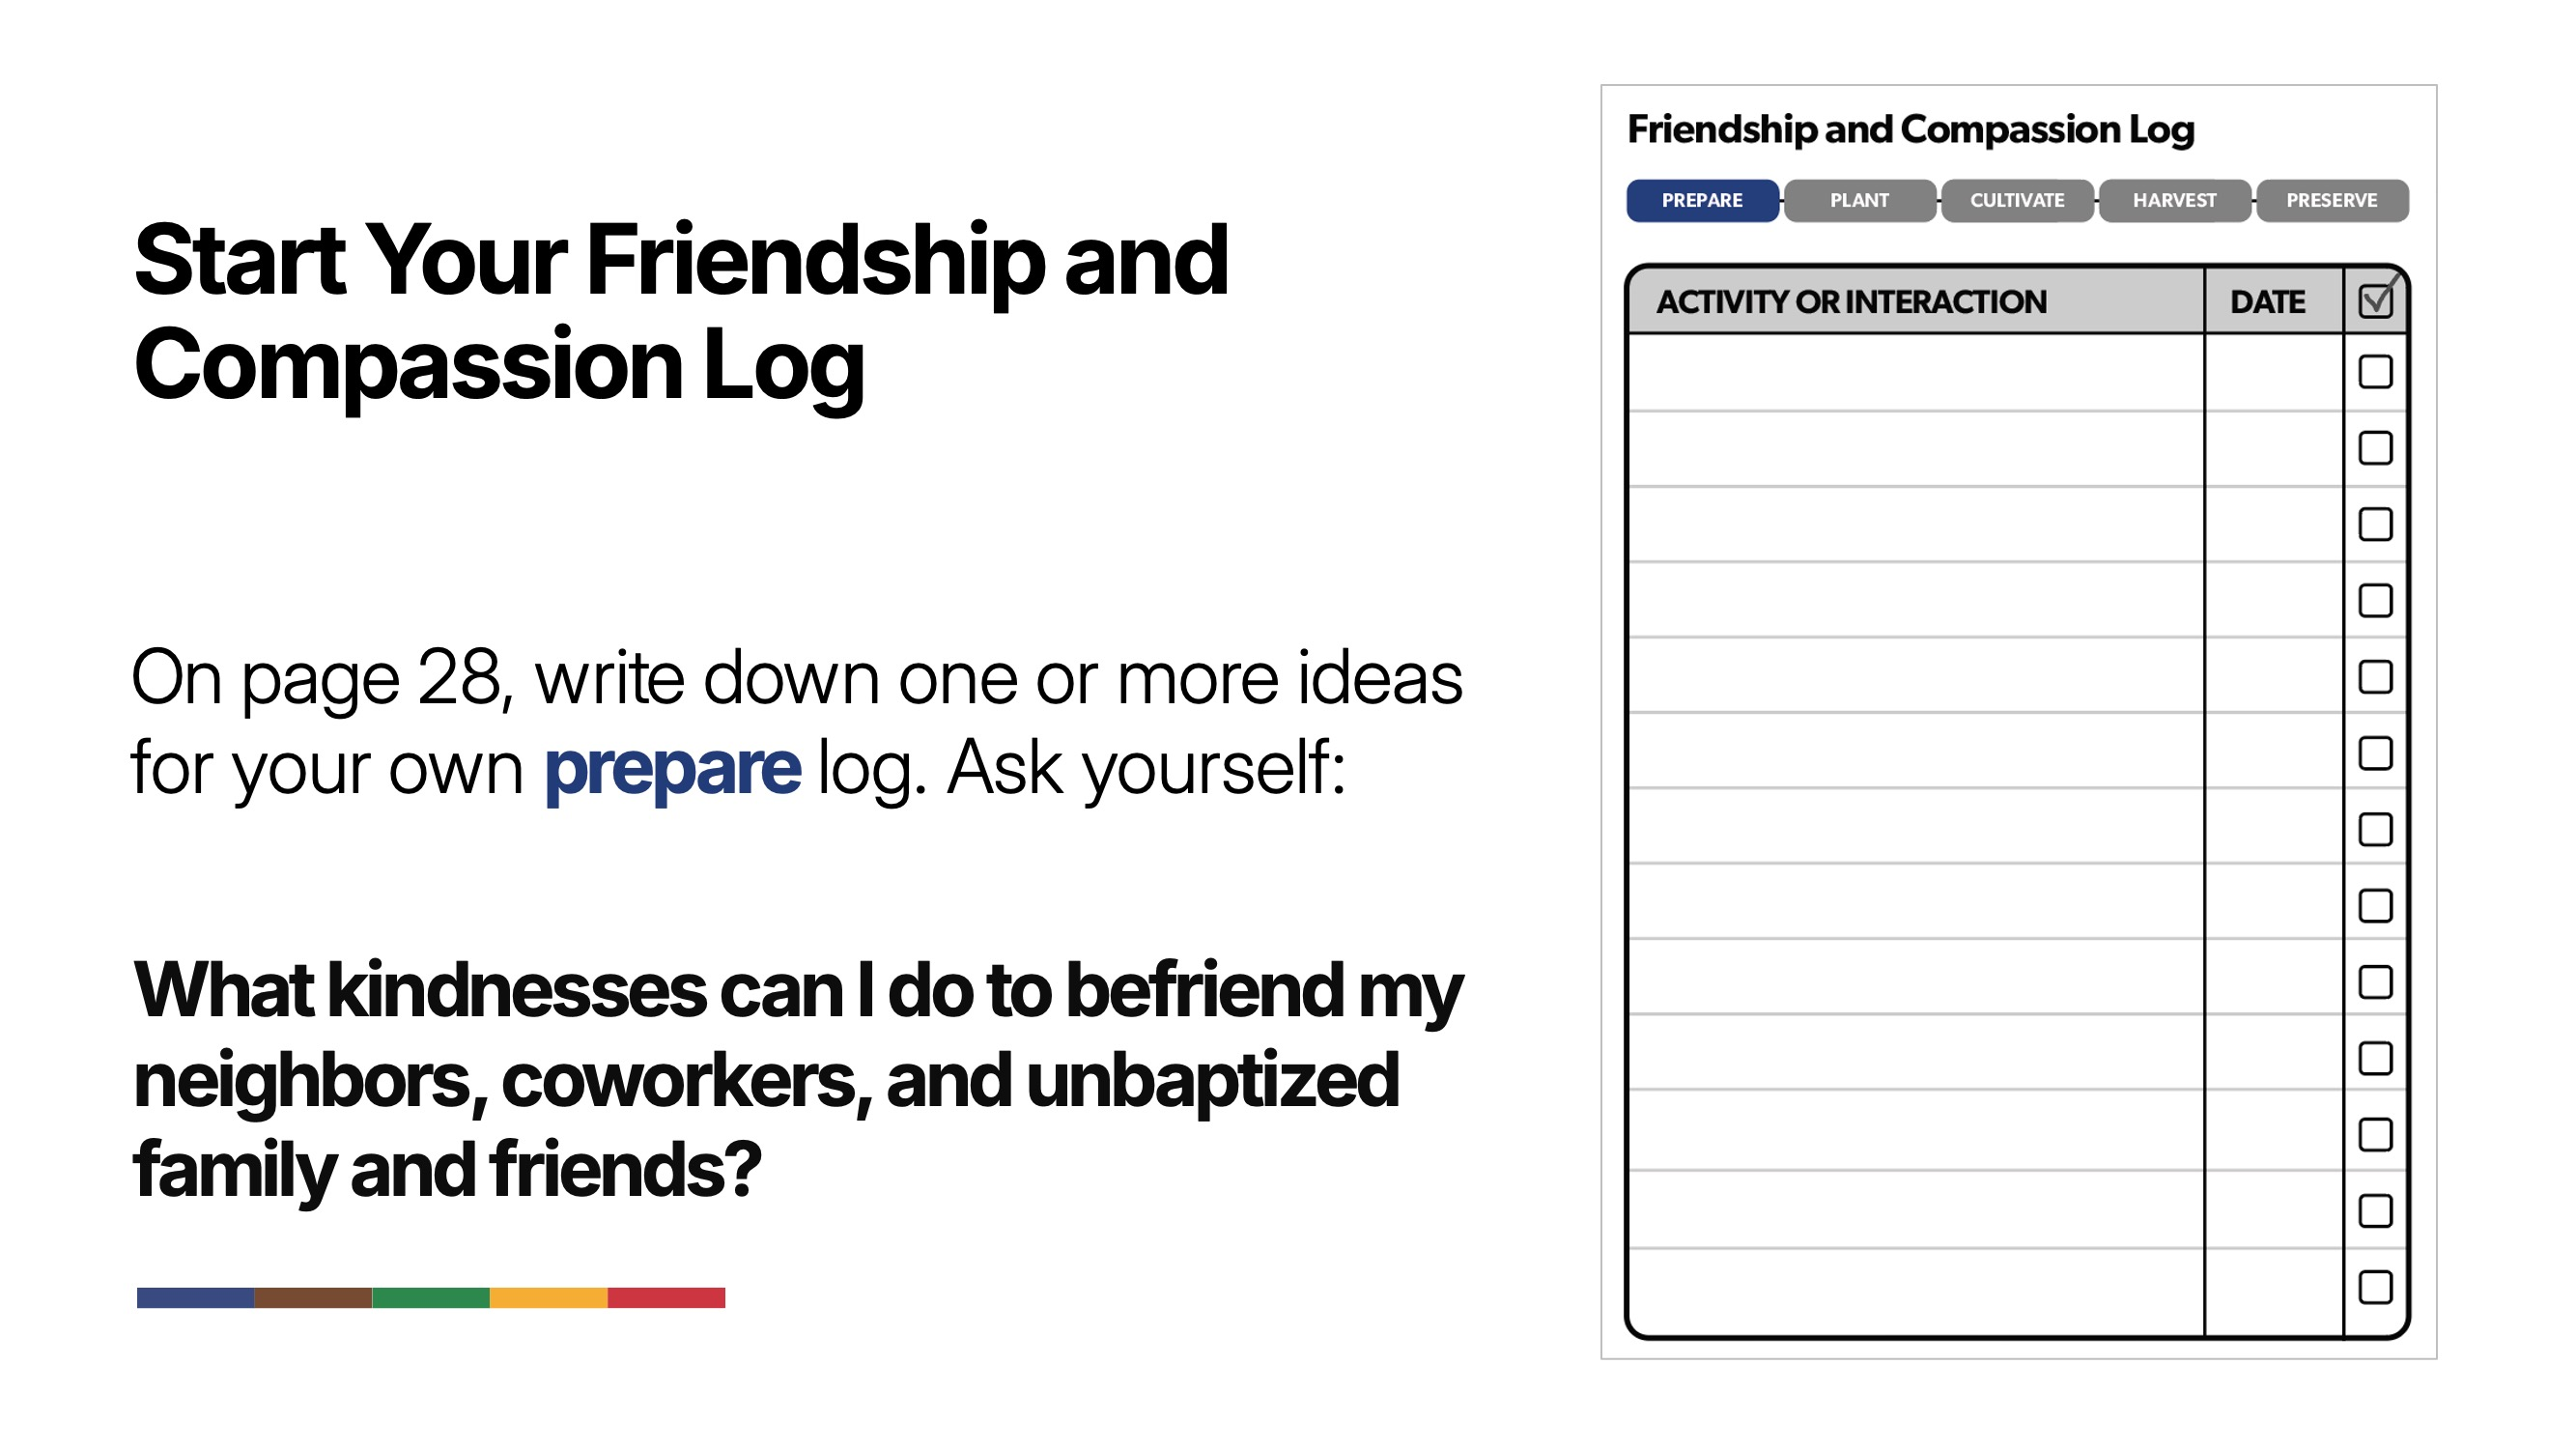 Start Your Friendship and
Compassion Log
On page 28, write down one or more ideas
for your own prepare log. Ask yourself:
What kindnesses can I do to befriend my
neighbors, coworkers, and unbaptized
family and friends?
Friendship and Compassion Log
PREPARE PLANT CULTIVATE HARVEST PRESERVE
ACTIVITY OR INTERACTION DATE